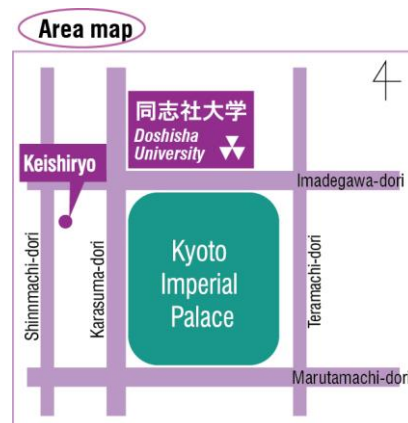 Area map
同志社大学
Doshisha
University
Keishiryo
Imadegawa-dori
Shinnmachi-dori
Karasuma-dori
Kyoto
Imperial
Palace
Teramachi-dori
Marutamachi-dori